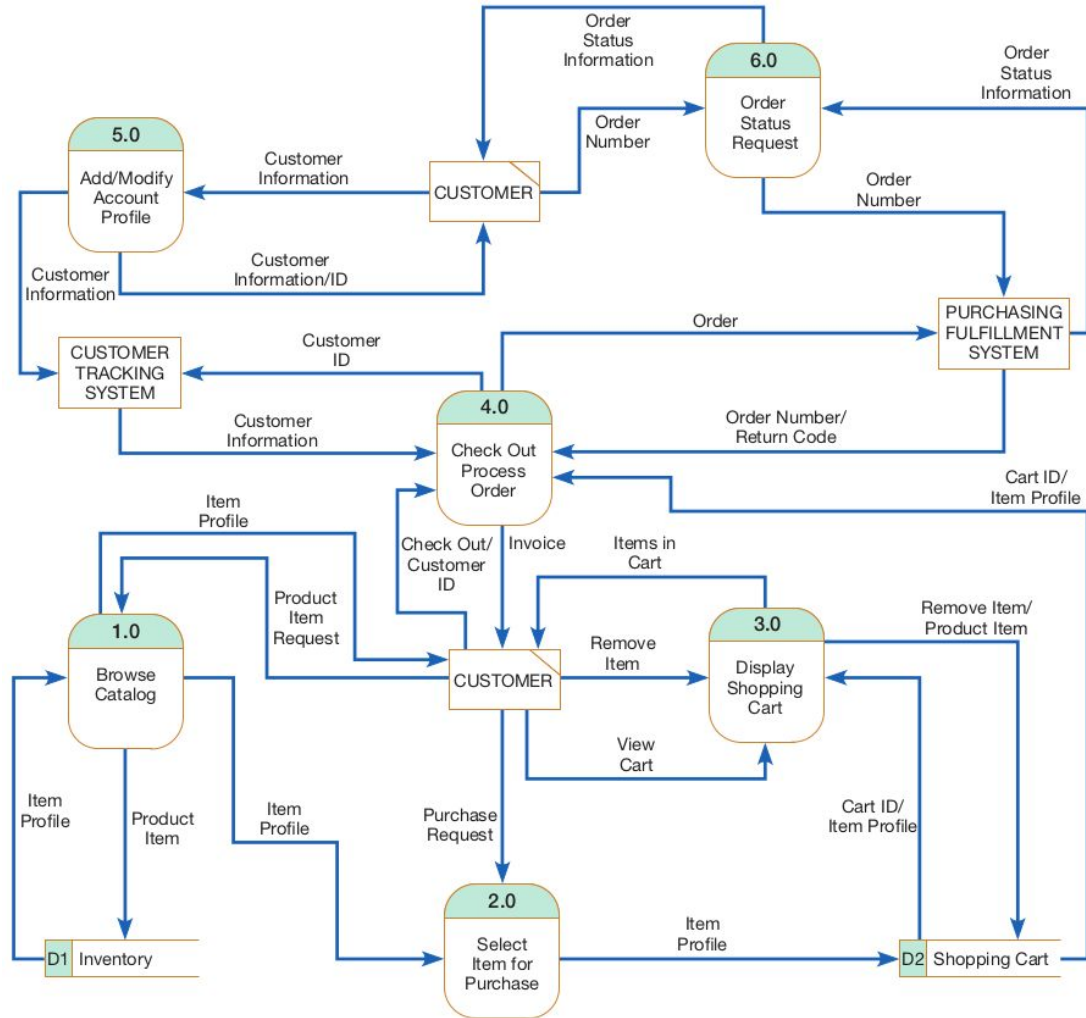 Order
Status
Information
6.0
Order
Status
Request
Order
Status
Information
5.0
Add/Modify
Account
Profile
Customer
Information
CUSTOMER
Order
Number
Order
Number
Customer
Information
Customer
Information/ID
CUSTOMER
TRACKING
SYSTEM
Customer
ID
Order
PURCHASING
FULFILLMENT
SYSTEM
4.0
Check Out
Process
Order
Customer
Information
Order Number/
Return Code
Cart ID/
Item Profile
Item
Profile
Check Out/
Customer
ID
Invoice
Items in
Cart
Product
Item
Request
1.0
Browse
Catalog
CUSTOMER
Remove
Item
3.0
Display
Shopping
Cart
Remove Item/
Product Item
View
Cart
Item
Profile
Product
Item
Item
Profile
Purchase
Request
Cart ID/
Item Profile
2.0
Select
Item for
Purchase
Item
Profile
D1 Inventory
D2 Shopping Cart